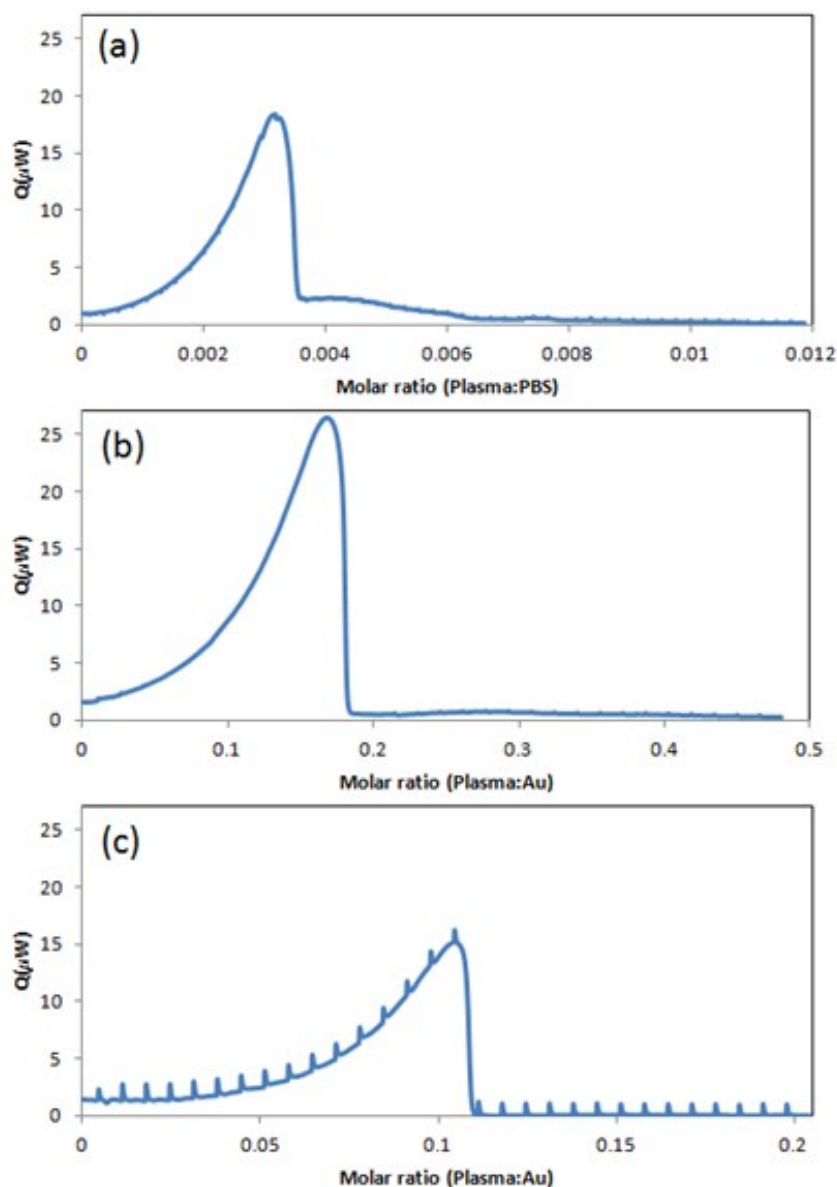 (a)
25
20
15
10
5
0
Q(μW)
0 0.002 0.004 0.006 0.008 0.01 0.012
Molar ratio (Plasma:PBS)
(b)
25
20
15
10
5
0
Q(μW)
0 0.1 0.2 0.3 0.4 0.5
Molar ratio (Plasma:Au)
(c)
25
20
15
10
5
0
Q(μW)
0 0.05 0.1 0.15 0.2
Molar ratio (Plasma:Au)